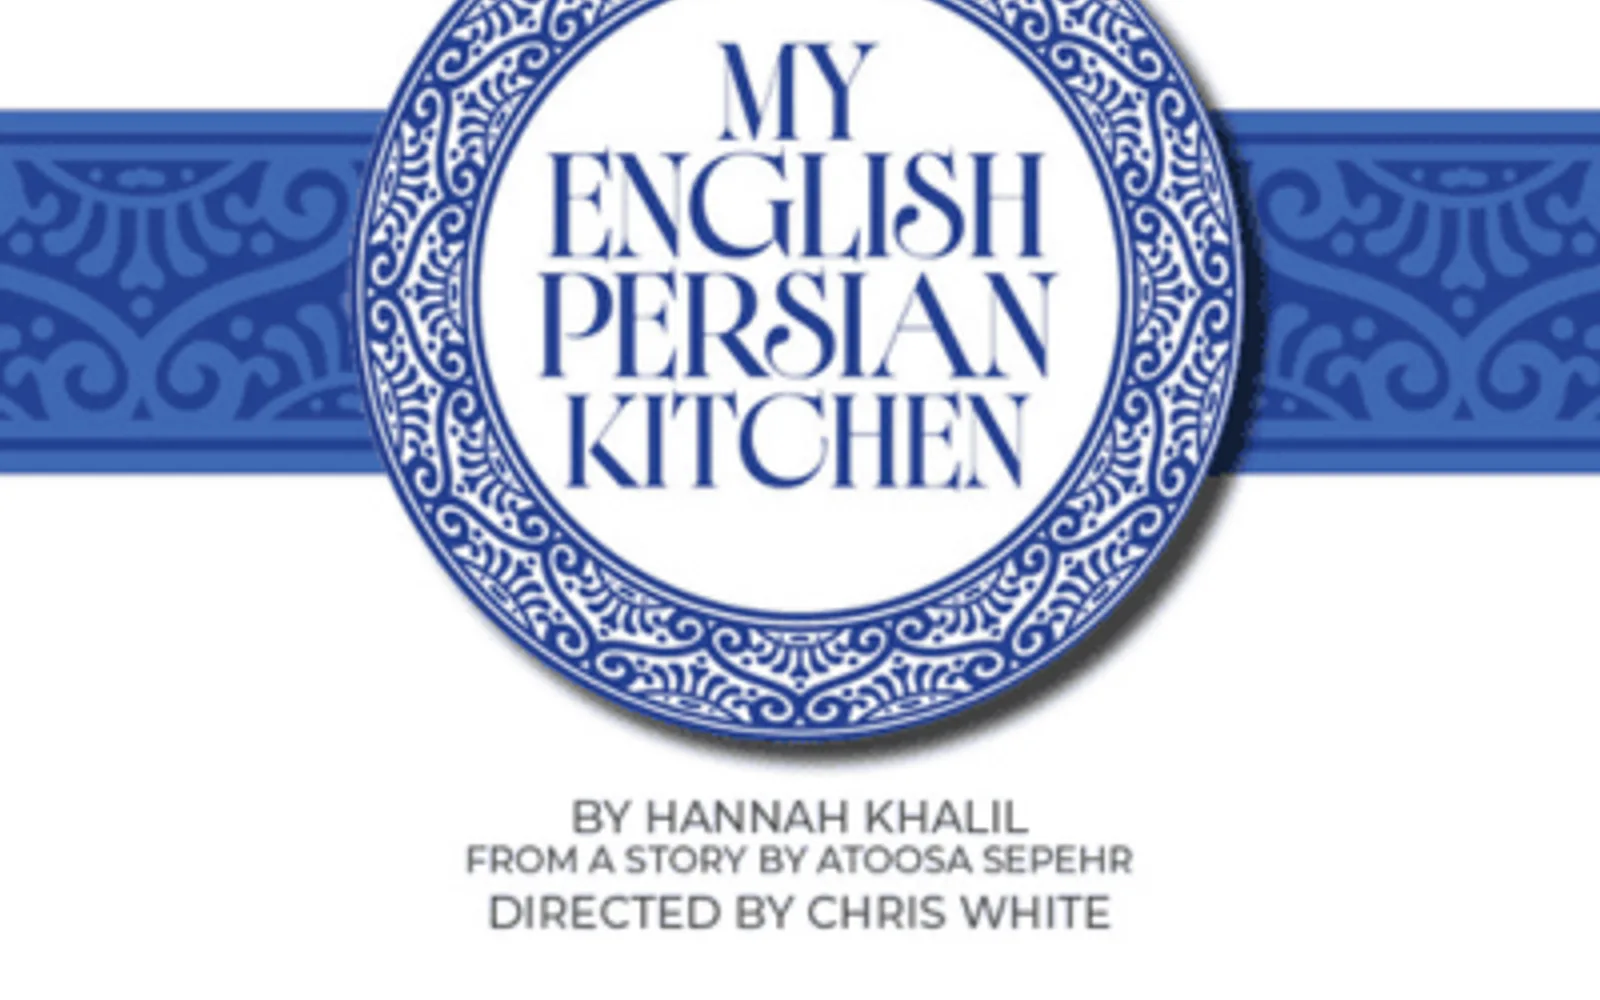 MY
ENGLISH
PERSIAN
KITCHEN
BY HANNAH KHALIL
FROM A STORY BY ATOOSA SEPEHR
DIRECTED BY CHRIS WHITE